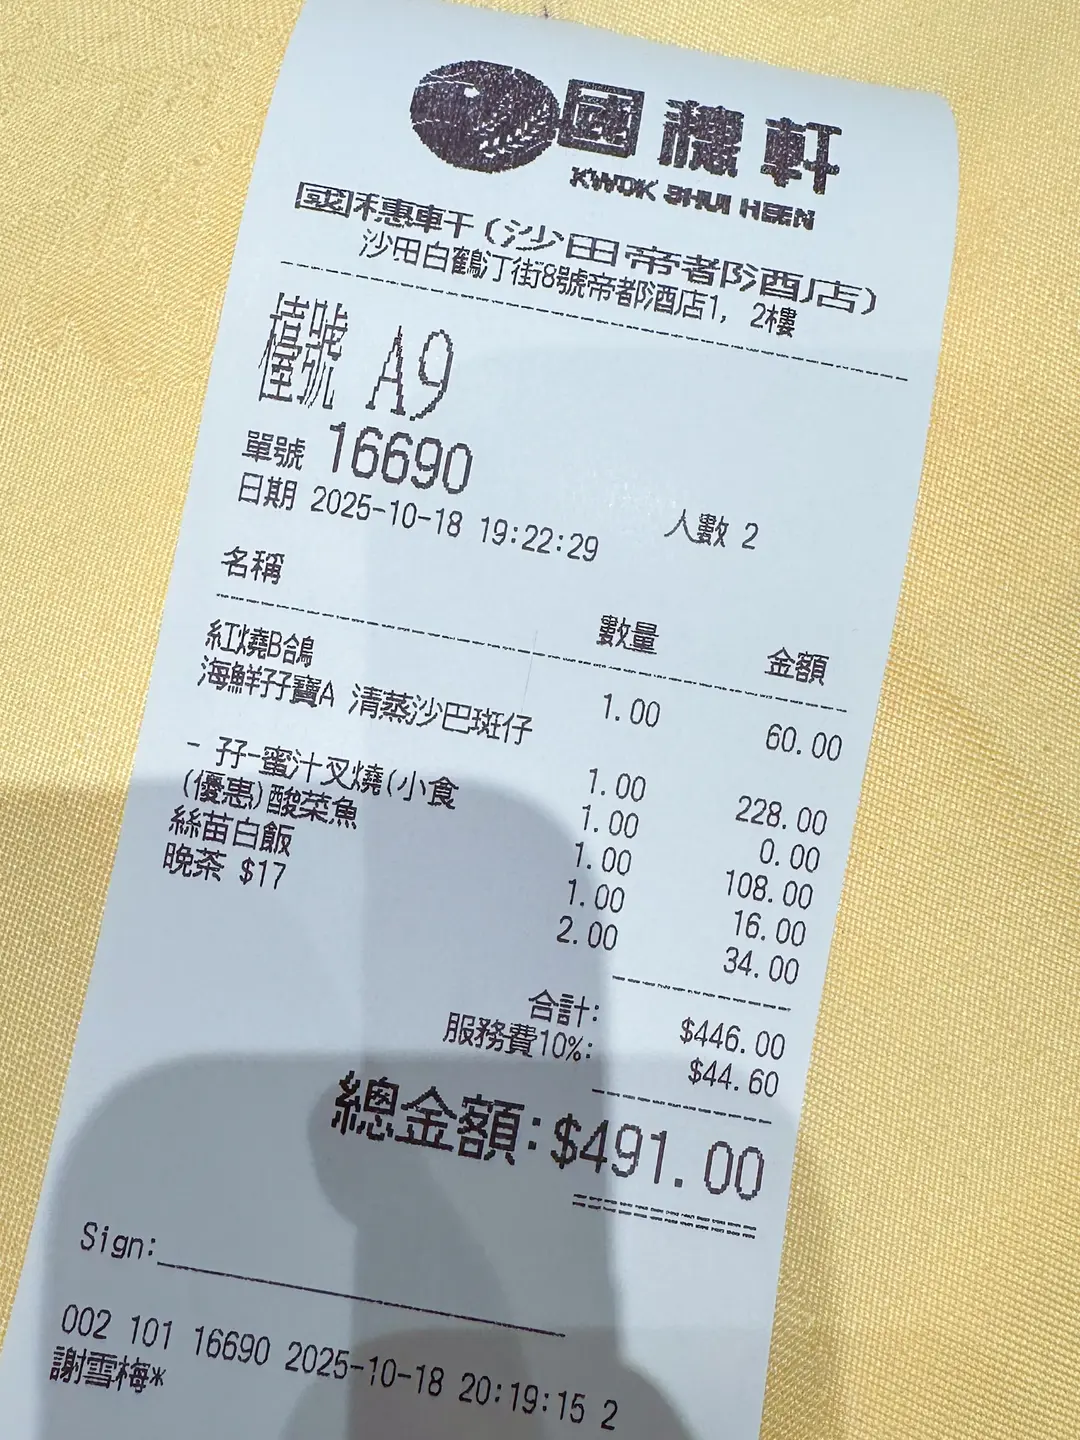 國穗軒
KWOK SHUI HEEN
國穗軒(沙田帝都酒店)
沙田白鶴汀街8號帝都酒店1, 2樓
檯號 A9
單號 16690
日期 2025-10-18 19:22:29 人數 2
名稱 數量 金額
紅燒B鴿 1.00 60.00
海鮮孖寶A 清蒸沙巴斑仔 1.00 228.00
- 孖-蜜汁叉燒(小食 1.00 0.00
(優惠)酸菜魚 1.00 108.00
絲苗白飯 1.00 16.00
晚茶 $17 2.00 34.00
合計: $446.00
服務費10%: $44.60
總金額:$491.00
Sign:
002 101 16690 2025-10-18 20:19:15 2
謝雪梅*